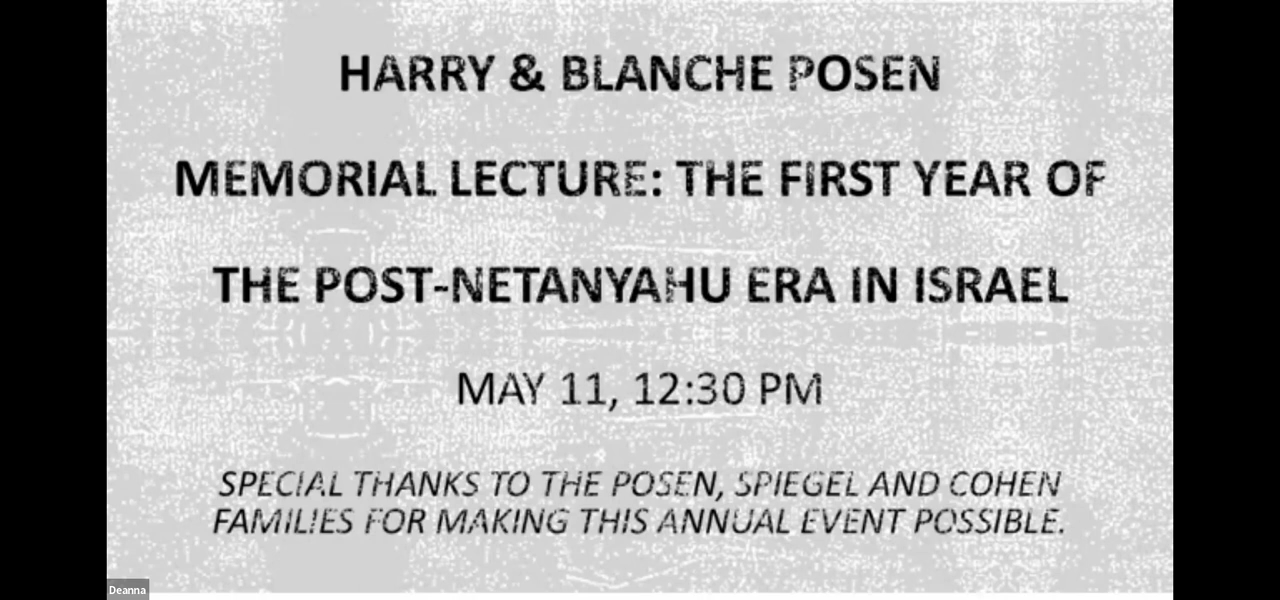 HARRY & BLANCHE POSEN
MEMORIAL LECTURE: THE FIRST YEAR OF
THE POST-NETANYAHU ERA IN ISRAEL
MAY 11, 12:30 PM
SPECIAL THANKS TO THE POSEN, SPIEGEL AND COHEN
FAMILIES FOR MAKING THIS ANNUAL EVENT POSSIBLE.
Deanna